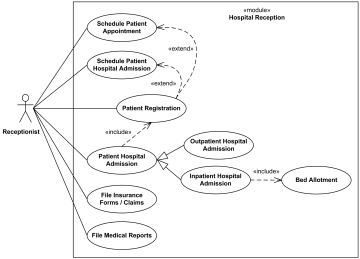 «module»
Hospital Reception
Schedule Patient
Appointment
«extend»
Schedule Patient
Hospital Admission
«extend»
Patient Registration
Receptionist
«include»
Outpatient Hospital
Admission
Patient Hospital
Admission
«include»
Inpatient Hospital
Admission
Bed Allotment
File Insurance
Forms / Claims
File Medical Reports